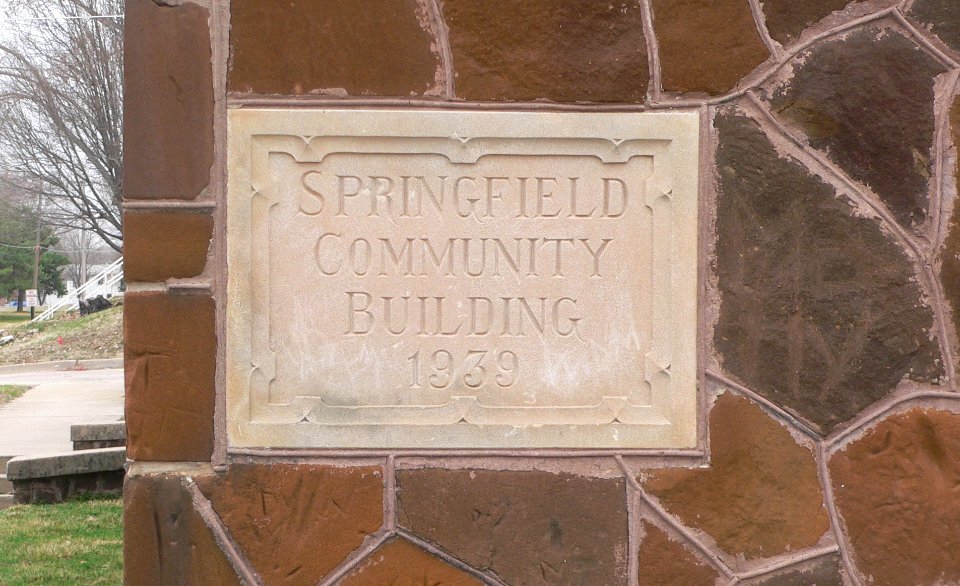 SPRINGFIELD
COMMUNITY
BUILDING
1939